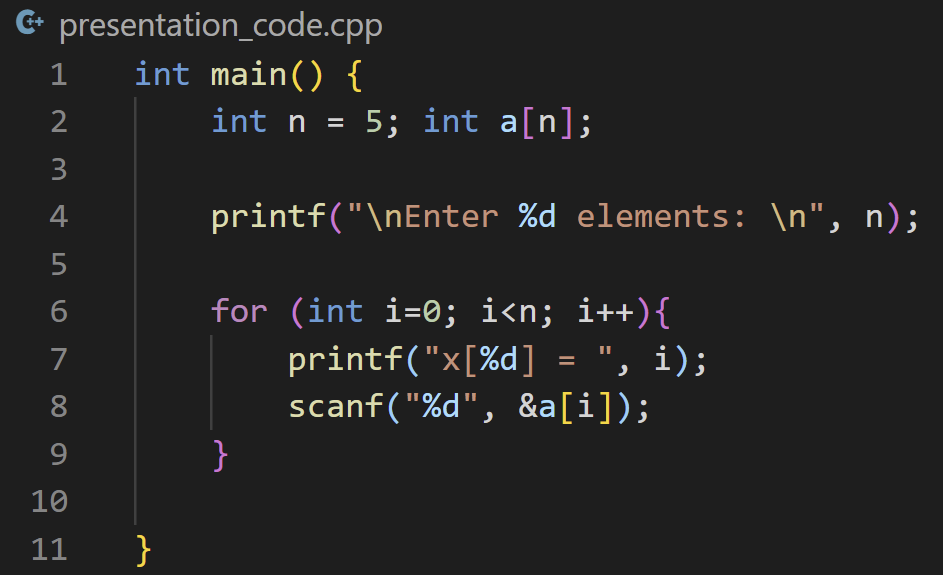 presentation_code.cpp
1 int main() {
2 int n = 5; int a[n];
3
4 printf("\nEnter %d elements: \n", n);
5
6 for (int i=0; i<n; i++){
7 printf("x[%d] = ", i);
8 scanf("%d", &a[i]);
9 }
10
11 }